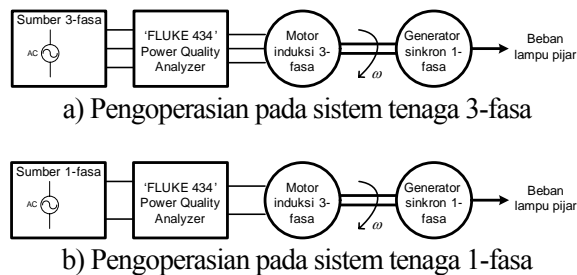 Sumber 3-fasa
AC
'FLUKE 434'
Power Quality
Analyzer
Motor
induksi 3-
fasa
ω
Generator
sinkron 1-
fasa
Beban
lampu pijar
a) Pengoperasian pada sistem tenaga 3-fasa
Sumber 1-fasa
AC
'FLUKE 434'
Power Quality
Analyzer
Motor
induksi 3-
fasa
ω
Generator
sinkron 1-
fasa
Beban
lampu pijar
b) Pengoperasian pada sistem tenaga 1-fasa